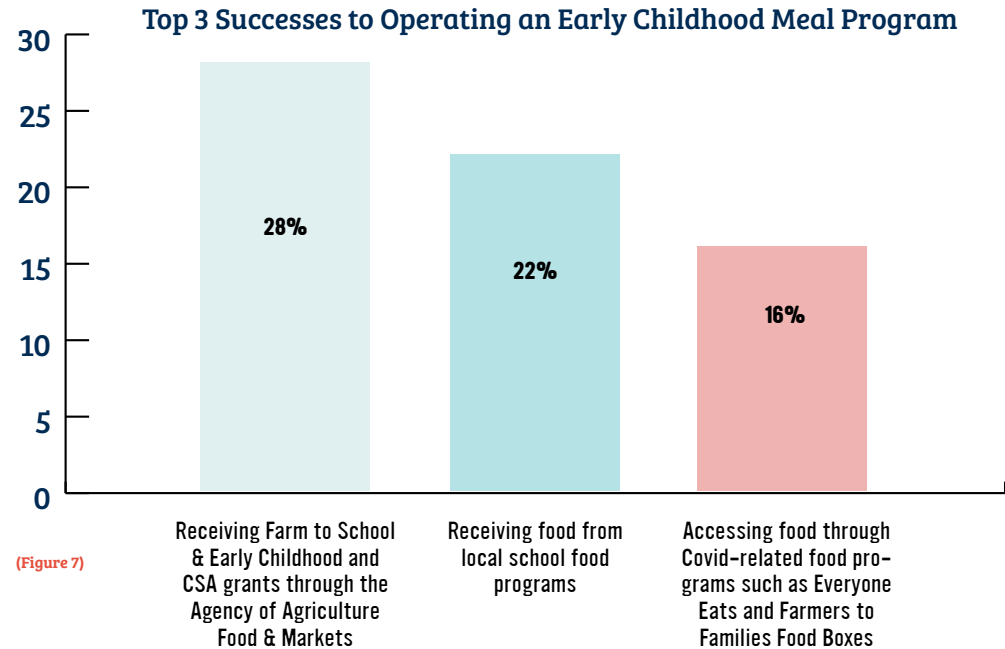 Top 3 Successes to Operating an Early Childhood Meal Program
30
25
20
15
10
5
0
28%
22%
16%
Receiving Farm to School
& Early Childhood and
CSA grants through the
Agency of Agriculture
Food & Markets
Receiving food from
local school food
programs
Accessing food through
Covid-related food pro-
grams such as Everyone
Eats and Farmers to
Families Food Boxes
(Figure 7)